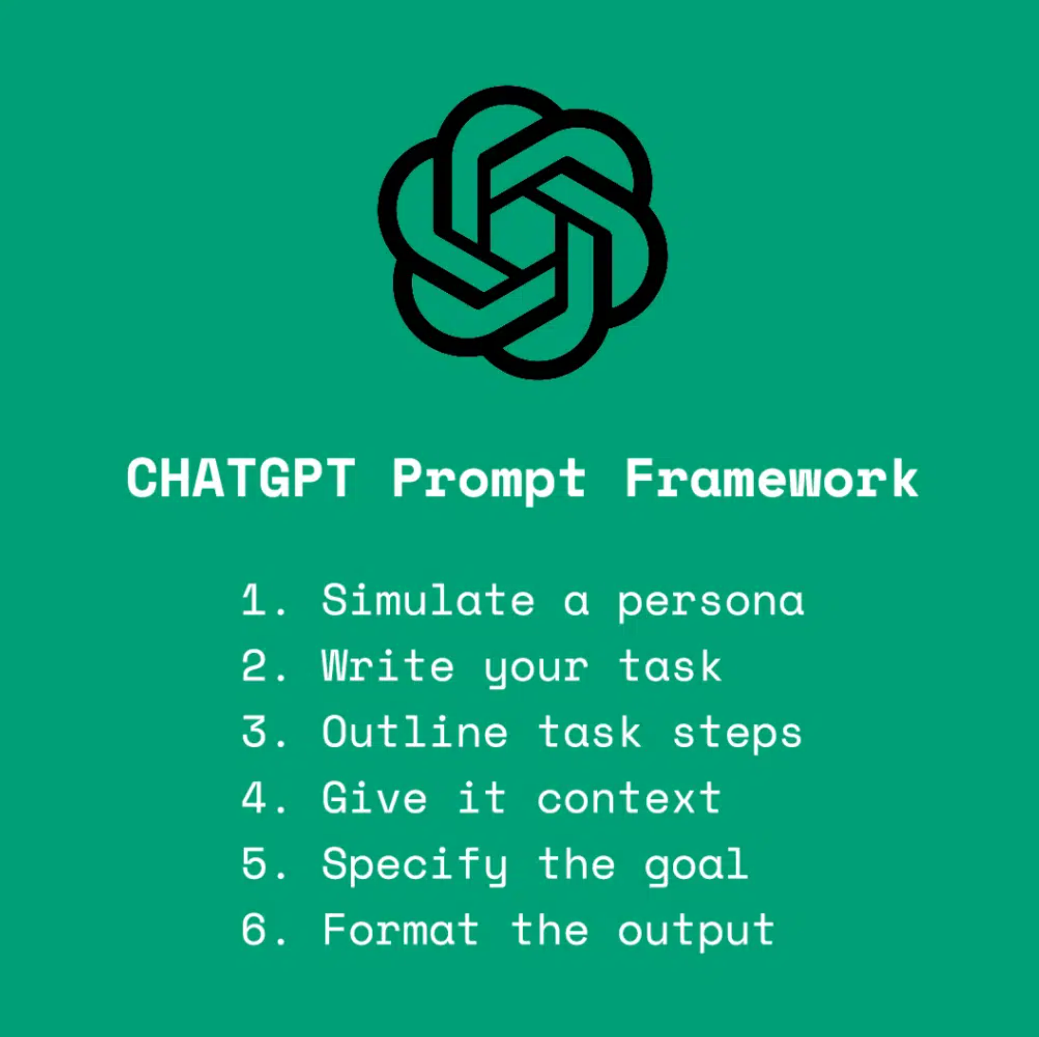 CHATGPT Prompt Framework
1. Simulate a persona
2. Write your task
3. Outline task steps
4. Give it context
5. Specify the goal
6. Format the output